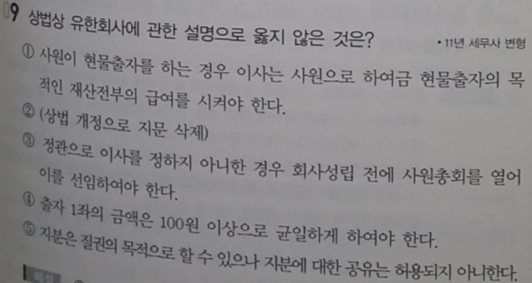 09 상법상 유한회사에 관한 설명으로 옳지 않은 것은?
• 11년 세무사 변형
① 사원이 현물출자를 하는 경우 이사는 사원으로 하여금 현물출자의 목
적인 재산전부의 급여를 시켜야 한다.
② (상법 개정으로 지문 삭제)
③ 정관으로 이사를 정하지 아니한 경우 회사성립 전에 사원총회를 열어
이를 선임하여야 한다.
④ 출자 1좌의 금액은 100원 이상으로 균일하게 하여야 한다.
⑤ 지분은 질권의 목적으로 할 수 있으나 지분에 대한 공유는 허용되지 아니한다.